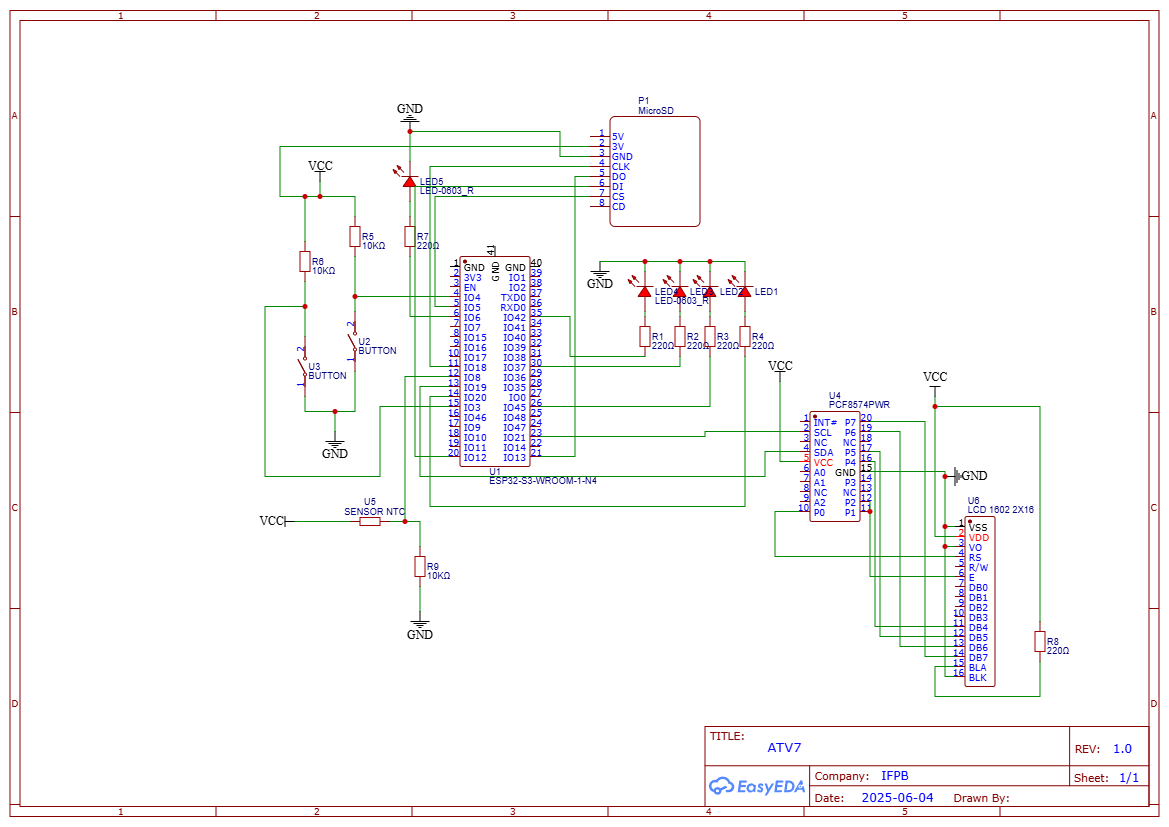 1 2 3 4 5
A A
B B
C C
D D
1 2 3 4 5
GND
VCC
LED5
LED-0603_R
R7
220Ω
R5
10KΩ
R6
10KΩ
2
1
U2
BUTTON
2
1
U3
BUTTON
GND
P1
MicroSD
1 5V
2 3V
3 GND
4 CLK
5 DO
6 DI
7 CS
8 CD
41
GND
1 GND GND 40
2 3V3 IO1 39
3 EN IO2 38
4 IO4 TXD0 37
5 IO5 RXD0 36
6 IO6 IO42 35
7 IO7 IO41 34
8 IO15 IO40 33
9 IO16 IO39 32
10 IO17 IO38 31
11 IO18 IO37 30
12 IO8 IO36 29
13 IO19 IO35 28
14 IO20 IO0 27
15 IO3 IO45 26
16 IO46 IO48 25
17 IO9 IO47 24
18 IO10 IO21 23
19 IO11 IO14 22
20 IO12 IO13 21
U1
ESP32-S3-WROOM-1-N4
GND
LED4
LED-0603_R
LED2
LED1
R1
220Ω
R2
220Ω
R3
220Ω
R4
220Ω
VCC
U4
PCF8574PWR
1 INT# P7 20
2 SCL P6 19
3 NC NC 18
4 SDA P5 17
5 VCC P4 16
6 A0 GND 15
7 A1 P3 14
8 NC NC 13
9 A2 P2 12
10 P0 P1 11
VCC
GND
U6
LCD 1602 2X16
1 VSS
2 VDD
3 VO
4 RS
5 R/W
6 E
7 DB0
8 DB1
9 DB2
10 DB3
11 DB4
12 DB5
13 DB6
14 DB7
15 BLA
16 BLK
R8
220Ω
U5
SENSOR NTC
VCC
R9
10KΩ
GND
TITLE:
ATV7
REV: 1.0
EasyEDA
Company: IFPB
Sheet: 1/1
Date: 2025-06-04 Drawn By: